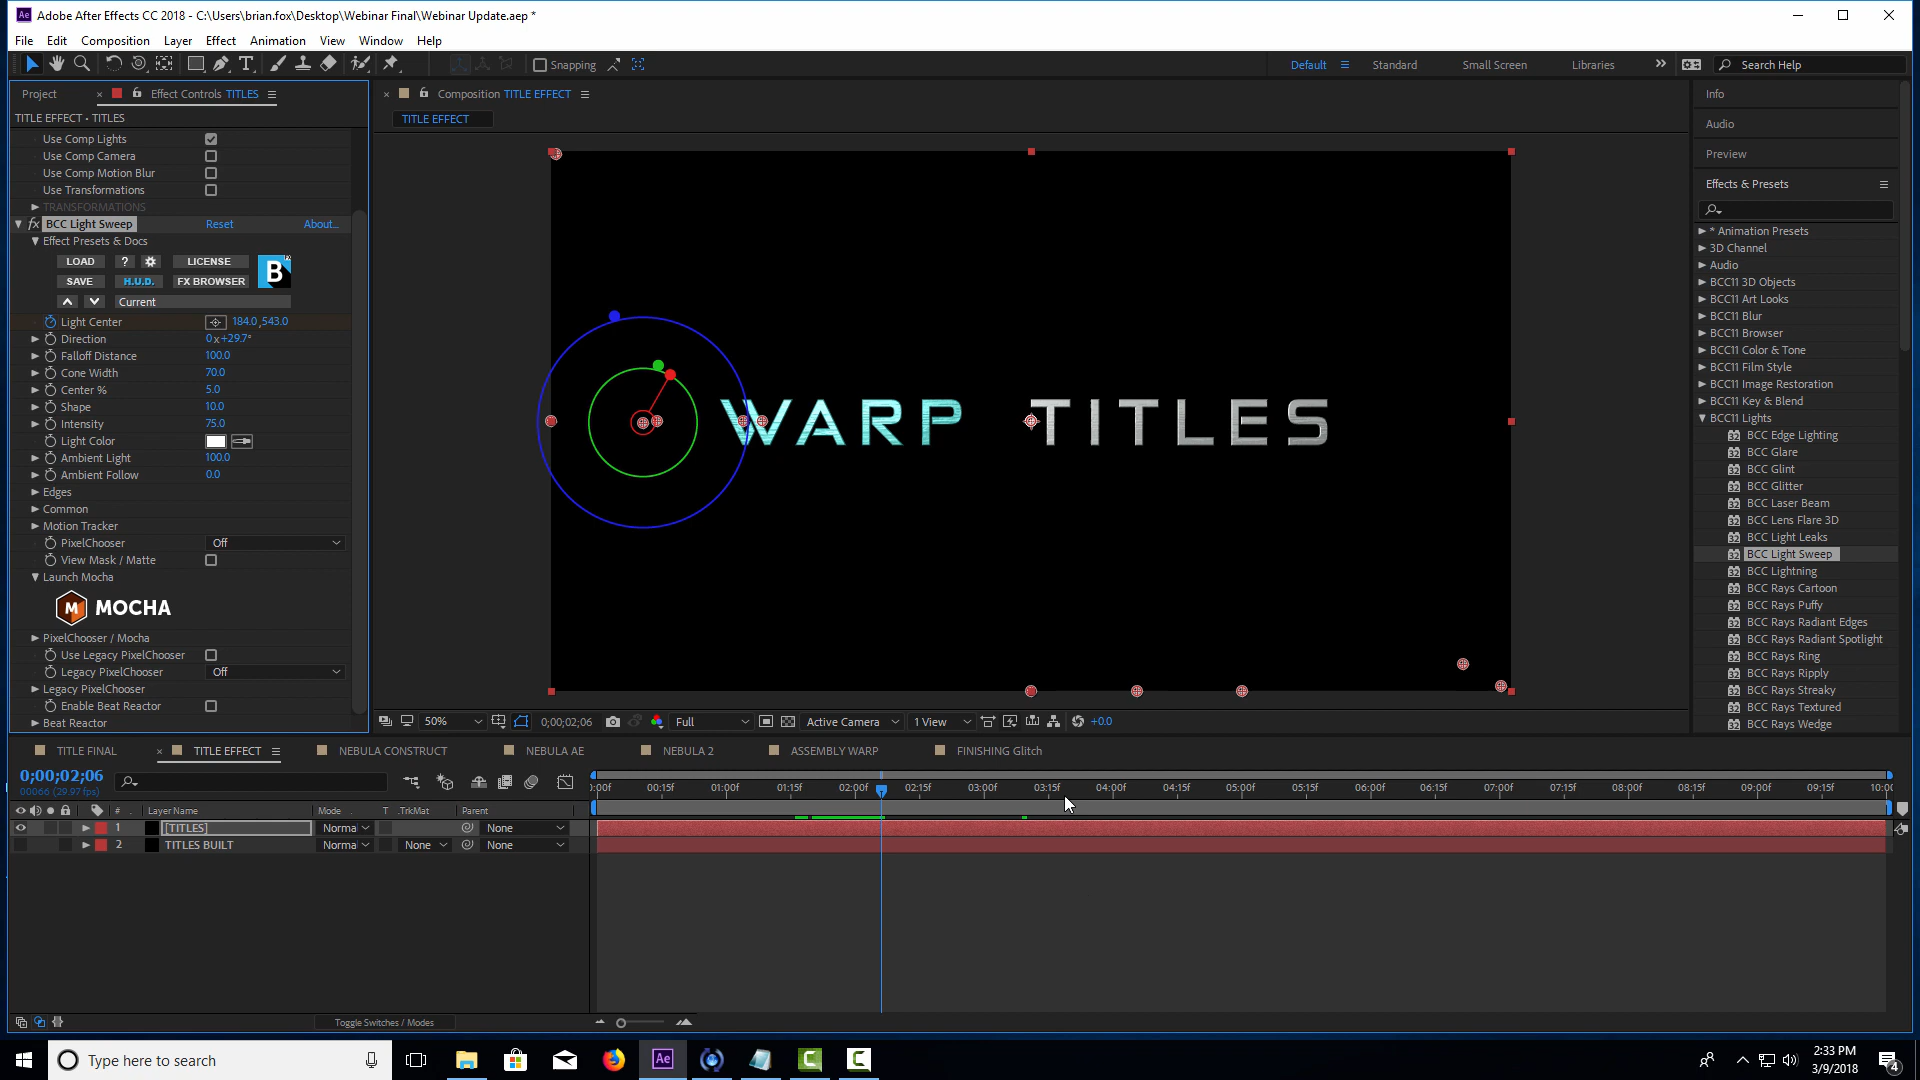 Adobe After Effects CC 2018 - C:\Users\brian.fox\Desktop\Webinar Final\Webinar Update.aep *
File Edit Composition Layer Effect Animation View Window Help
Snapping
Default Standard Small Screen Libraries Search Help
Project Effect Controls TITLES
Composition TITLE EFFECT
TITLE EFFECT • TITLES
TITLE EFFECT
Use Comp Lights
Use Comp Camera
Use Comp Motion Blur
Use Transformations
TRANSFORMATIONS
fx BCC Light Sweep Reset About...
Effect Presets & Docs
LOAD ? LICENSE
SAVE H.U.D. FX BROWSER
B
Current
Light Center 184.0 ,543.0
Direction 0x+29.7°
Falloff Distance 100.0
Cone Width 70.0
Center % 5.0
Shape 10.0
Intensity 75.0
Light Color
Ambient Light 100.0
Ambient Follow 0.0
Edges
Common
Motion Tracker
PixelChooser Off
View Mask / Matte
Launch Mocha
M MOCHA
PixelChooser / Mocha
Use Legacy PixelChooser
Legacy PixelChooser Off
Legacy PixelChooser
Enable Beat Reactor
Beat Reactor
WARP TITLES
50% 0;00;02;06 Full Active Camera 1 View +0.0
Info
Audio
Preview
Effects & Presets
* Animation Presets
3D Channel
Audio
BCC11 3D Objects
BCC11 Art Looks
BCC11 Blur
BCC11 Browser
BCC11 Color & Tone
BCC11 Film Style
BCC11 Image Restoration
BCC11 Key & Blend
BCC11 Lights
BCC Edge Lighting
BCC Glare
BCC Glint
BCC Glitter
BCC Laser Beam
BCC Lens Flare 3D
BCC Light Leaks
BCC Light Sweep
BCC Lightning
BCC Rays Cartoon
BCC Rays Puffy
BCC Rays Radiant Edges
BCC Rays Radiant Spotlight
BCC Rays Ring
BCC Rays Ripply
BCC Rays Streaky
BCC Rays Textured
BCC Rays Wedge
TITLE FINAL TITLE EFFECT NEBULA CONSTRUCT NEBULA AE NEBULA 2 ASSEMBLY WARP FINISHING Glitch
0;00;02;06
00066 (29.97 fps)
:00f 00:15f 01:00f 01:15f 02:00f 02:15f 03:00f 03:15f 04:00f 04:15f 05:00f 05:15f 06:00f 06:15f 07:00f 07:15f 08:00f 08:15f 09:00f 09:15f 10:00
# Layer Name Mode T .TrkMat Parent
1 [TITLES] Norma None
2 TITLES BUILT Norma None None
Toggle Switches / Modes
Type here to search
Ae
2:33 PM
3/9/2018
4